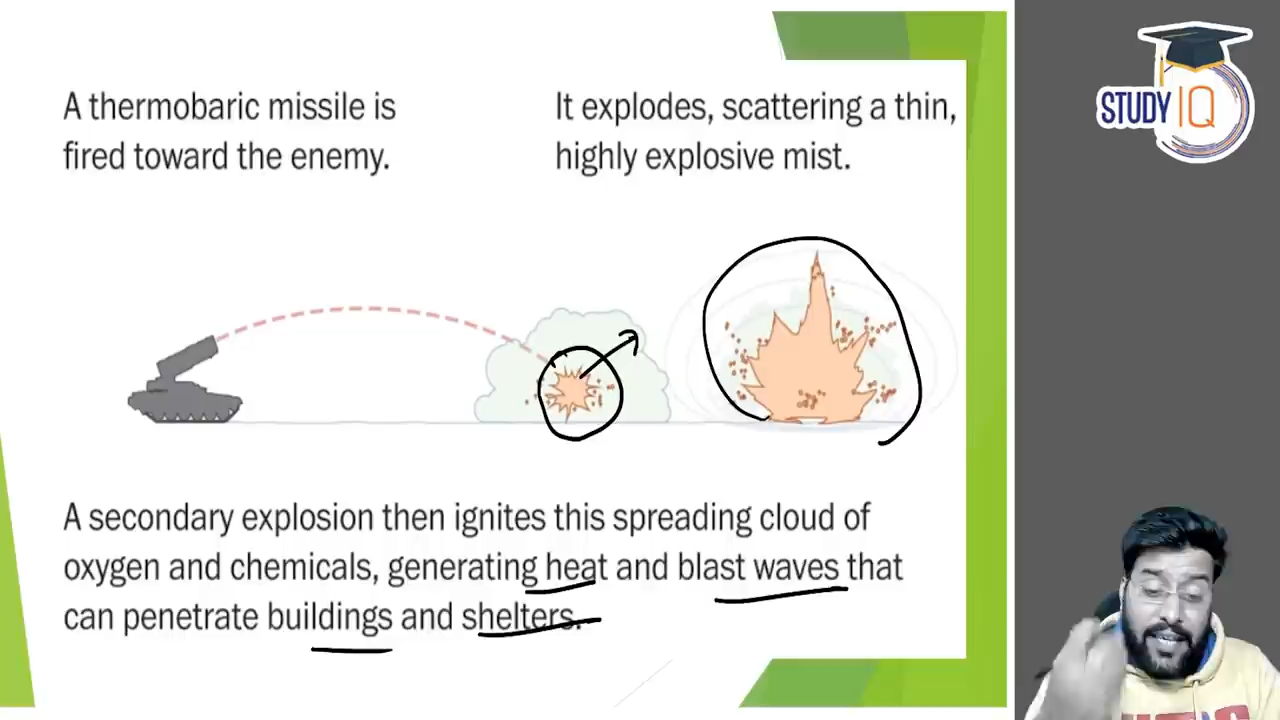 A thermobaric missile is
fired toward the enemy.
It explodes, scattering a thin,
highly explosive mist.
A secondary explosion then ignites this spreading cloud of
oxygen and chemicals, generating heat and blast waves that
can penetrate buildings and shelters.
STUDY IQ